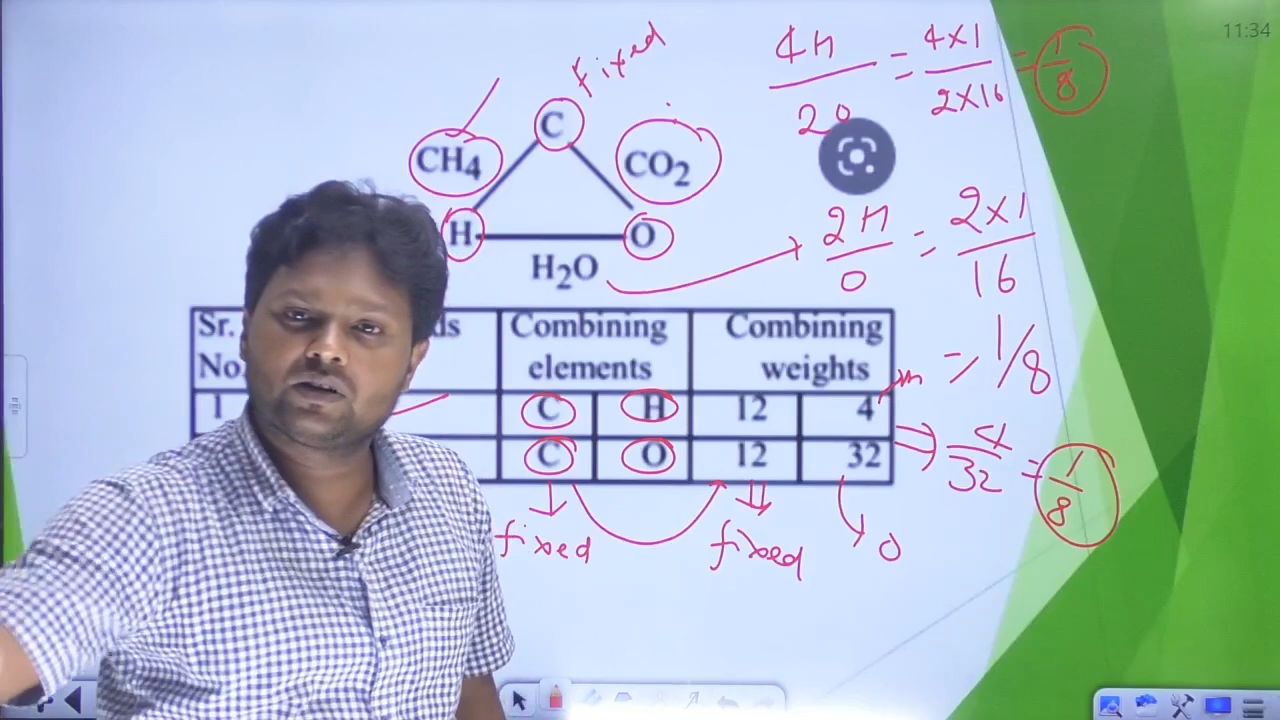 11:34
fixed
4H/2O = 4×1/2×16 = 1/8
C
CH4
CO2
H
O
H2O
2H/O = 2×1/16
= 1/8
Sr. No.
ds
Combining elements
Combining weights
1
C H 12 4 H
C O 12 32
4/32 = 1/8
fixed
fixed
O